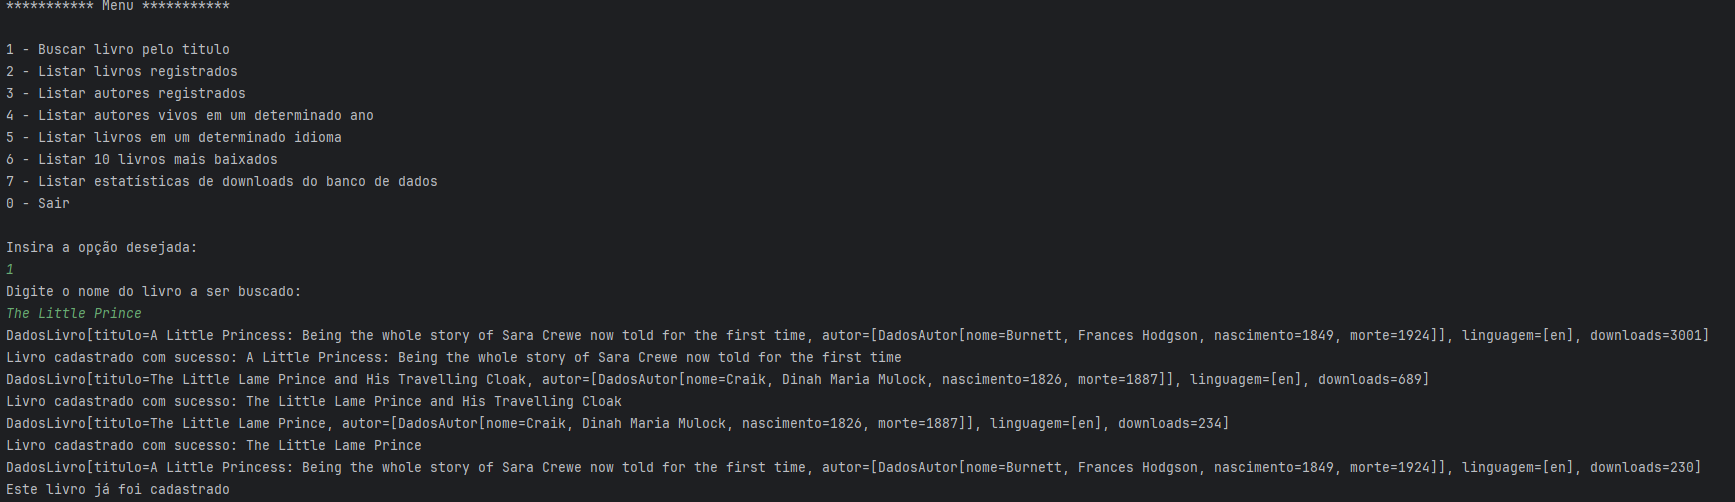 *********** Menu ***********
1 - Buscar livro pelo titulo
2 - Listar livros registrados
3 - Listar autores registrados
4 - Listar autores vivos em um determinado ano
5 - Listar livros em um determinado idioma
6 - Listar 10 livros mais baixados
7 - Listar estatísticas de downloads do banco de dados
0 - Sair
Insira a opção desejada:
1
Digite o nome do livro a ser buscado:
The Little Prince
DadosLivro[titulo=A Little Princess: Being the whole story of Sara Crewe now told for the first time, autor=[DadosAutor[nome=Burnett, Frances Hodgson, nascimento=1849, morte=1924]], linguagem=[en], downloads=3001]
Livro cadastrado com sucesso: A Little Princess: Being the whole story of Sara Crewe now told for the first time
DadosLivro[titulo=The Little Lame Prince and His Travelling Cloak, autor=[DadosAutor[nome=Craik, Dinah Maria Mulock, nascimento=1826, morte=1887]], linguagem=[en], downloads=689]
Livro cadastrado com sucesso: The Little Lame Prince and His Travelling Cloak
DadosLivro[titulo=The Little Lame Prince, autor=[DadosAutor[nome=Craik, Dinah Maria Mulock, nascimento=1826, morte=1887]], linguagem=[en], downloads=234]
Livro cadastrado com sucesso: The Little Lame Prince
DadosLivro[titulo=A Little Princess: Being the whole story of Sara Crewe now told for the first time, autor=[DadosAutor[nome=Burnett, Frances Hodgson, nascimento=1849, morte=1924]], linguagem=[en], downloads=230]
Este livro já foi cadastrado